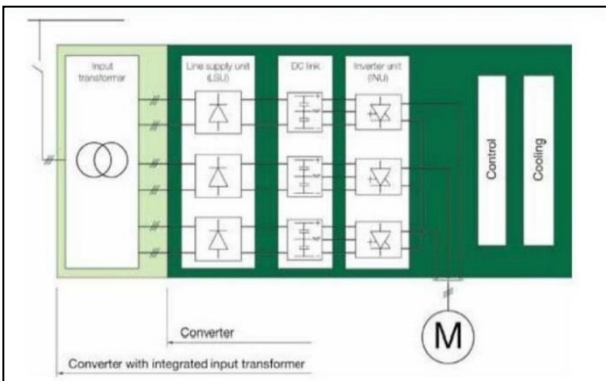 Input
transformer
Line supply unit
(LSU)
DC link
Inverter unit
(INU)
Control
Cooling
M
Converter
Converter with integrated input transformer